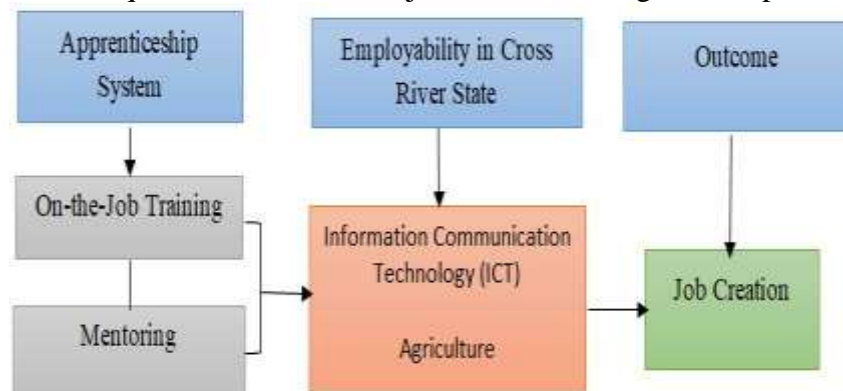 Apprenticeship
System
Employability in Cross
River State
Outcome
On-the-Job Training
Mentoring
Information Communication
Technology (ICT)
Agriculture
Job Creation